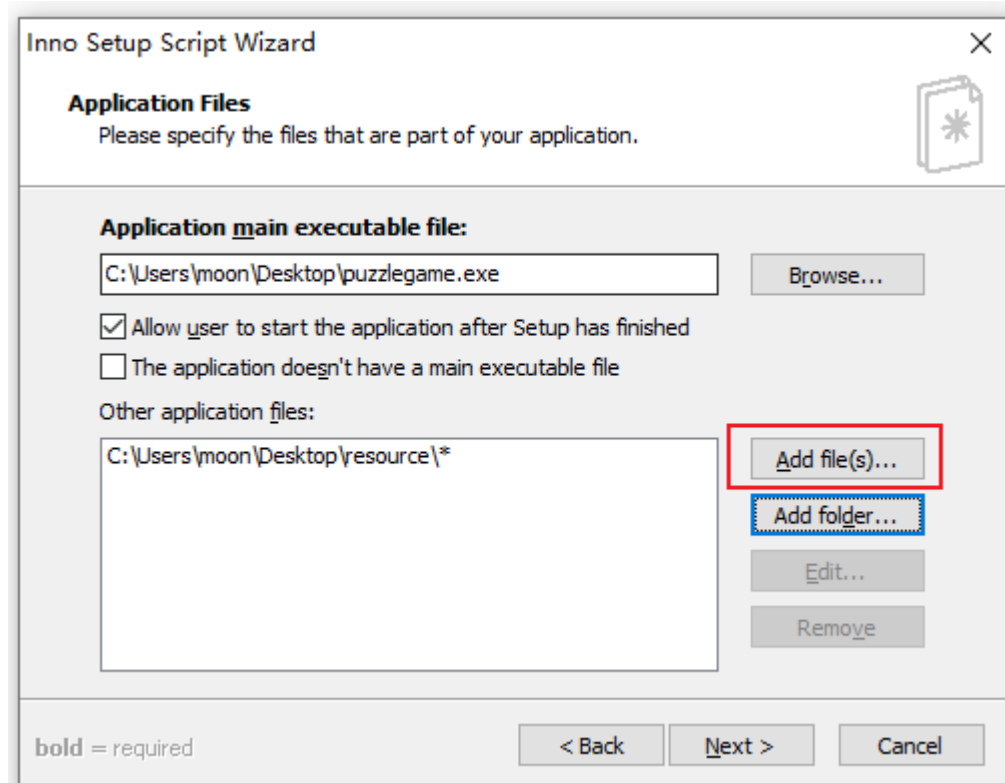 Inno Setup Script Wizard
Application Files
Please specify the files that are part of your application.
Application main executable file:
C:\Users\moon\Desktop\puzzlegame.exe
Browse...
Allow user to start the application after Setup has finished
The application doesn't have a main executable file
Other application files:
C:\Users\moon\Desktop\resource\*
Add file(s)...
Add folder...
Edit...
Remove
bold = required
< Back
Next >
Cancel